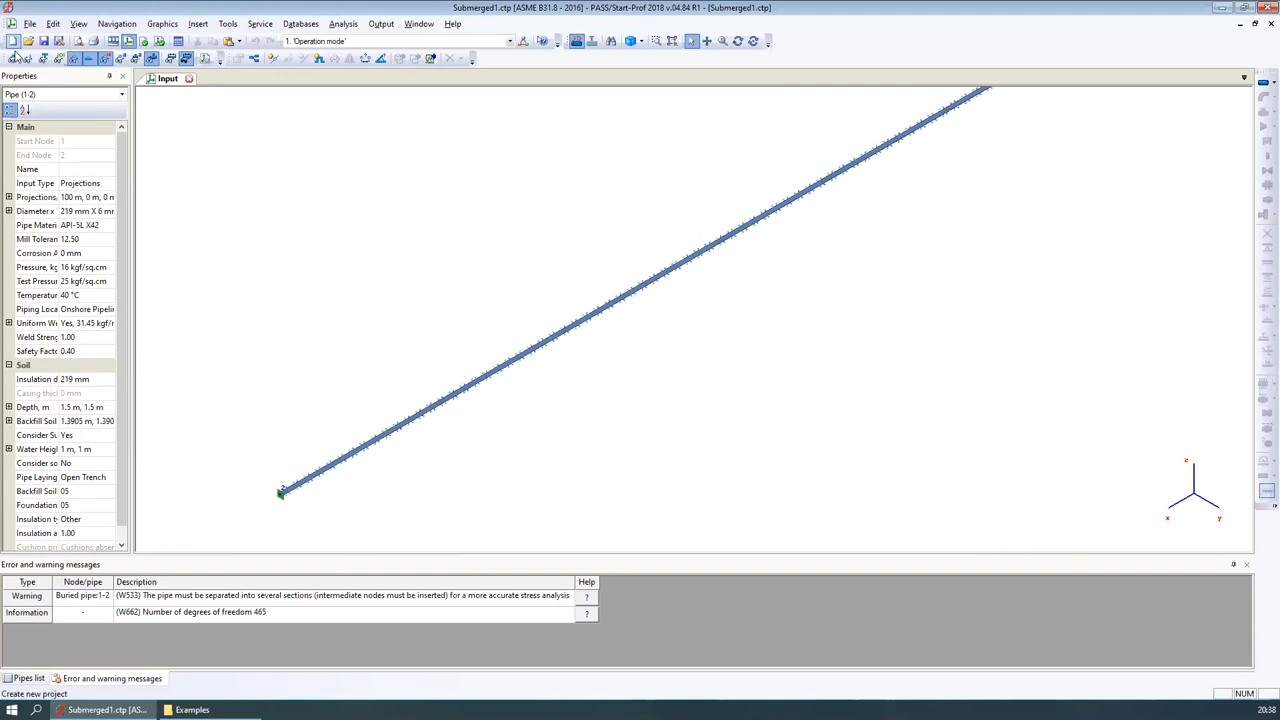 Submerged1.ctp [ASME B31.8 - 2016] - PASS/Start-Prof 2018 v.04.84 R1 - [Submerged1.ctp]
File Edit View Navigation Graphics Insert Tools Service Databases Analysis Output Window Help
1. 'Operation mode'
Properties
Input
Pipe (1-2)
Main
Start Node 1
End Node 2
Name
Input Type Projections
Projections, 100 m, 0 m, 0 m
Diameter x 219 mm X 6 mm
Pipe Materi API-5L X42
Mill Toleran 12.50
Corrosion A 0 mm
Pressure, kg 16 kgf/sq.cm
Test Pressur 25 kgf/sq.cm
Temperatur 40 °C
Piping Loca Onshore Pipelin
Uniform We Yes, 31.45 kgf/r
Weld Streng 1.00
Safety Facto 0.40
Soil
Insulation d 219 mm
Casing thicl 0 mm
Depth, m 1.5 m, 1.5 m
Backfill Soil 1.3905 m, 1.390
Consider Su Yes
Water Heigh 1 m, 1 m
Consider so No
Pipe Laying Open Trench
Backfill Soil 05
Foundation 05
Insulation ty Other
Insulation a 1.00
Cushion pr Cushions abser
z
x
y
Error and warning messages
Type Node/pipe Description Help
Warning Buried pipe:1-2 (W533) The pipe must be separated into several sections (intermediate nodes must be inserted) for a more accurate stress analysis ?
Information - (W662) Number of degrees of freedom 465 ?
Pipes list Error and warning messages
Create new project
NUM
Submerged1.ctp [AS... Examples 20:38